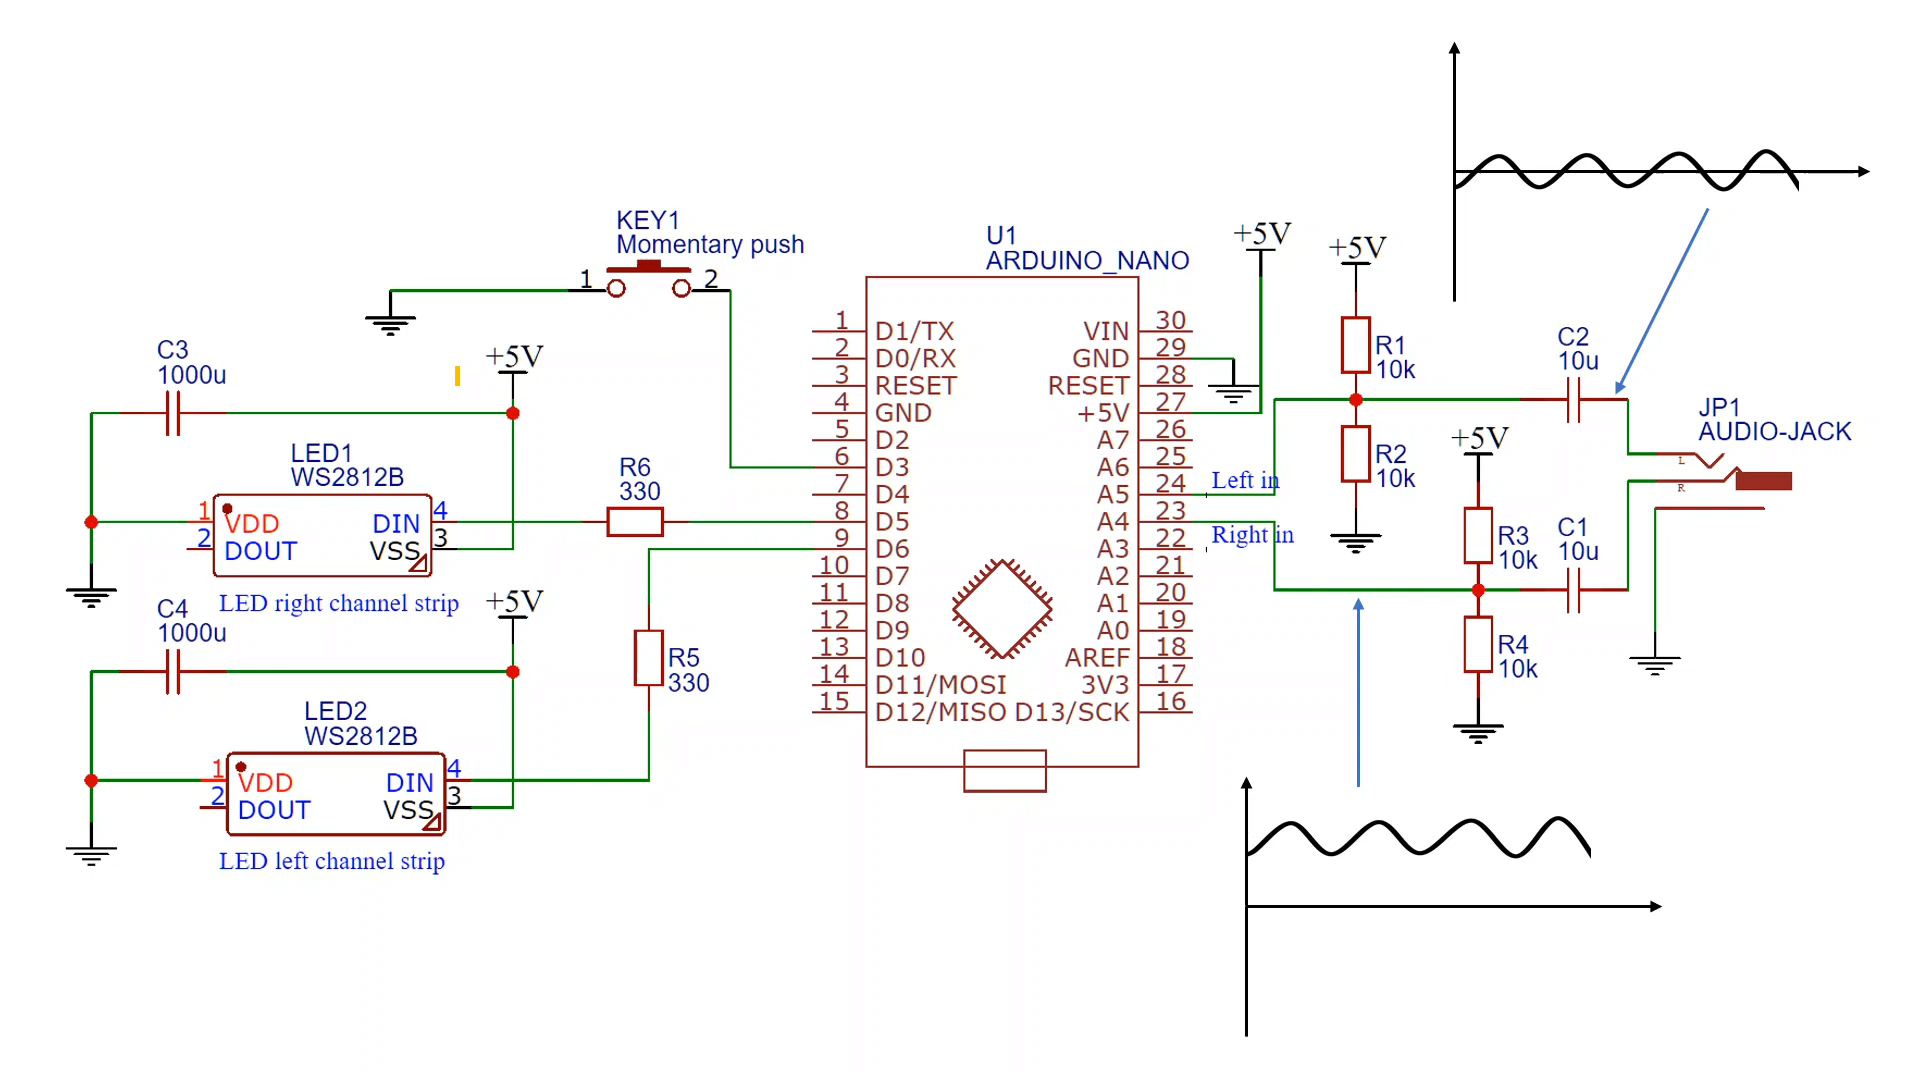 KEY1
Momentary push
1
2
C3
1000u
+5V
LED1
WS2812B
1
VDD
DIN
4
2
DOUT
VSS
3
LED right channel strip
R6
330
C4
1000u
+5V
LED2
WS2812B
1
VDD
DIN
4
2
DOUT
VSS
3
LED left channel strip
R5
330
U1
ARDUINO_NANO
1 D1/TX VIN 30
2 D0/RX GND 29
3 RESET RESET 28
4 GND +5V 27
5 D2 A7 26
6 D3 A6 25
7 D4 A5 24
8 D5 A4 23
9 D6 A3 22
10 D7 A2 21
11 D8 A1 20
12 D9 A0 19
13 D10 AREF 18
14 D11/MOSI 3V3 17
15 D12/MISO D13/SCK 16
Left in
Right in
+5V
+5V
R1
10k
R2
10k
+5V
R3
10k
R4
10k
C2
10u
C1
10u
JP1
AUDIO-JACK
L
R